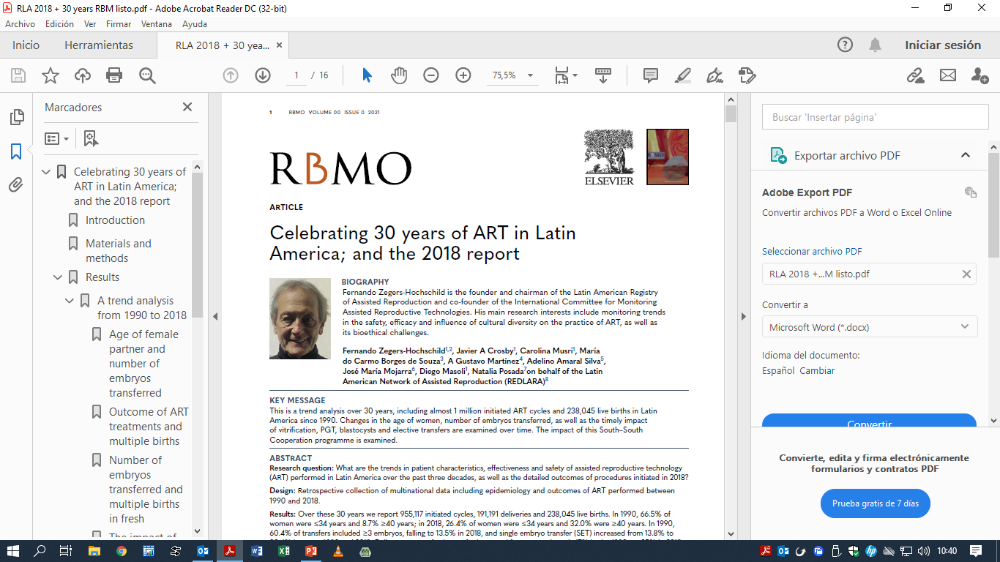 RLA 2018 + 30 years RBM listo.pdf - Adobe Acrobat Reader DC (32-bit)
Archivo Edición Ver Firmar Ventana Ayuda
Inicio Herramientas RLA 2018 + 30 yea... × Iniciar sesión
1 / 16 75,5%
Marcadores
Celebrating 30 years of
ART in Latin America;
and the 2018 report
Introduction
Materials and
methods
Results
A trend analysis
from 1990 to 2018
Age of female
partner and
number of
embryos
transferred
Outcome of ART
treatments and
multiple births
Number of
embryos
transferred and
multiple births
in fresh
The impact of
1 RBMO VOLUME 00 ISSUE 0 2021
RBMO
ELSEVIER
ARTICLE
Celebrating 30 years of ART in Latin
America; and the 2018 report
BIOGRAPHY
Fernando Zegers-Hochschild is the founder and chairman of the Latin American Registry
of Assisted Reproduction and co-founder of the International Committee for Monitoring
Assisted Reproductive Technologies. His main research interests include monitoring trends
in the safety, efficacy and influence of cultural diversity on the practice of ART, as well as
its bioethical challenges.
Fernando Zegers-Hochschild1,2, Javier A Crosby1, Carolina Musri1, María
do Carmo Borges de Souza3, A Gustavo Martínez4, Adelino Amaral Silva5,
José María Mojarra6, Diego Masoli1, Natalia Posada7on behalf of the Latin
American Network of Assisted Reproduction (REDLARA)8
KEY MESSAGE
This is a trend analysis over 30 years, including almost 1 million initiated ART cycles and 238,045 live births in Latin
America since 1990. Changes in the age of women, number of embryos transferred, as well as the timely impact
of vitrification, PGT, blastocysts and elective transfers are examined over time. The impact of this South–South
Cooperation programme is examined.
ABSTRACT
Research question: What are the trends in patient characteristics, effectiveness and safety of assisted reproductive technology
(ART) performed in Latin America over the past three decades, as well as the detailed outcomes of procedures initiated in 2018?
Design: Retrospective collection of multinational data including epidemiology and outcomes of ART performed between
1990 and 2018.
Results: Over these 30 years we report 955,117 initiated cycles, 191,191 deliveries and 238,045 live births. In 1990, 66.5% of
women were ≤34 years and 8.7% ≥40 years; in 2018, 26.4% of women were ≤34 years and 32.0% were ≥40 years. In 1990,
60.4% of transfers included ≥3 embryos, falling to 13.5% in 2018, and single embryo transfer (SET) increased from 13.8% to
Buscar 'Insertar página'
Exportar archivo PDF
Adobe Export PDF
Convertir archivos PDF a Word o Excel Online
Seleccionar archivo PDF
RLA 2018 +...M listo.pdf
Convertir a
Microsoft Word (*.docx)
Idioma del documento:
Español Cambiar
Convertir
Convierte, edita y firma electrónicamente
formularios y contratos PDF
Prueba gratis de 7 días
10:40